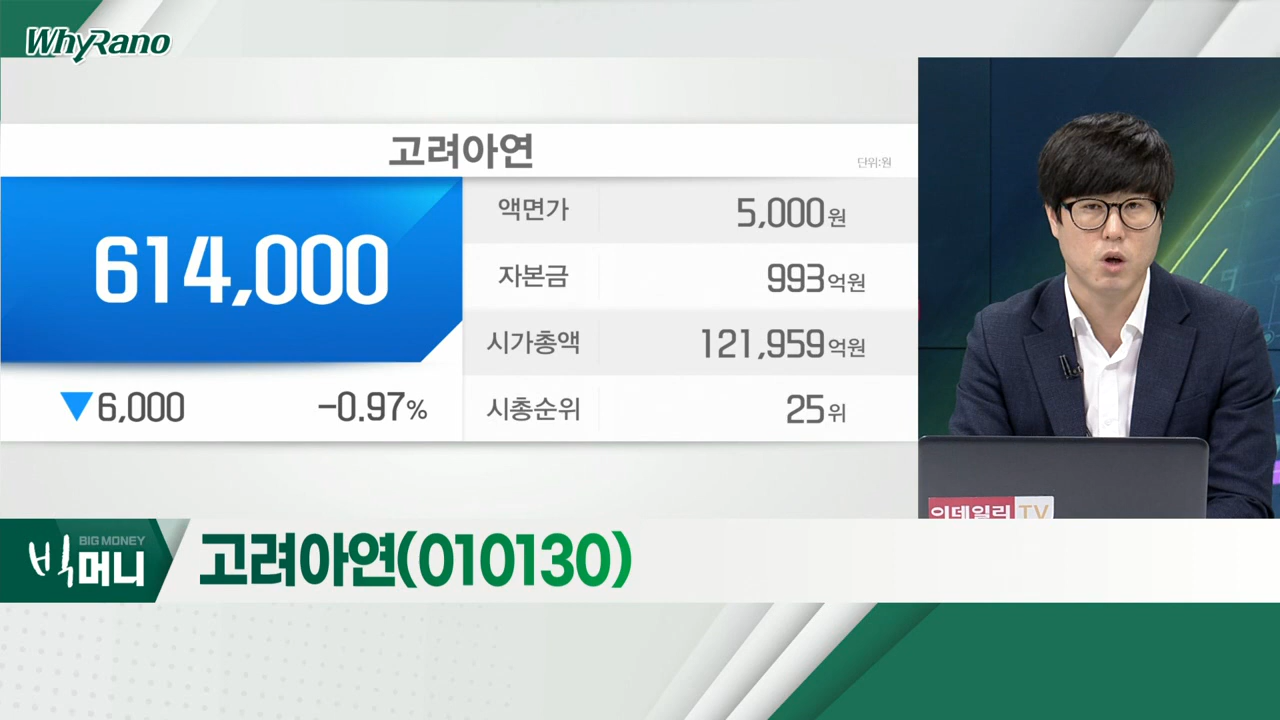 WhyRano
고려아연
단위:원
614,000
▼6,000 -0.97%
액면가 5,000원
자본금 993억원
시가총액 121,959억원
시총순위 25위
이데일리 TV
BIG MONEY
빅머니
고려아연(010130)